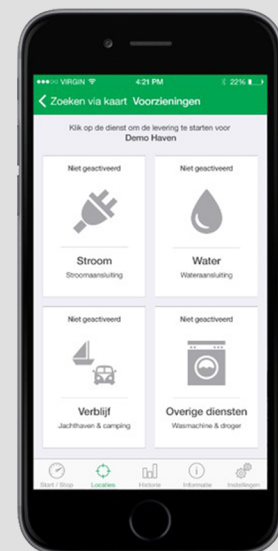 VIRGIN 4:21 PM 22%
Zoeken via kaart Voorzieningen
Klik op de dienst om de levering te starten voor
Demo Haven
Niet geactiveerd Niet geactiveerd
Stroom Water
Stroomaansluiting Wateraansluiting
Niet geactiveerd Niet geactiveerd
Verblijf Overige diensten
Jachthaven & camping Wasmachine & droger
Start / Stop Locaties Historie Informatie Instellingen